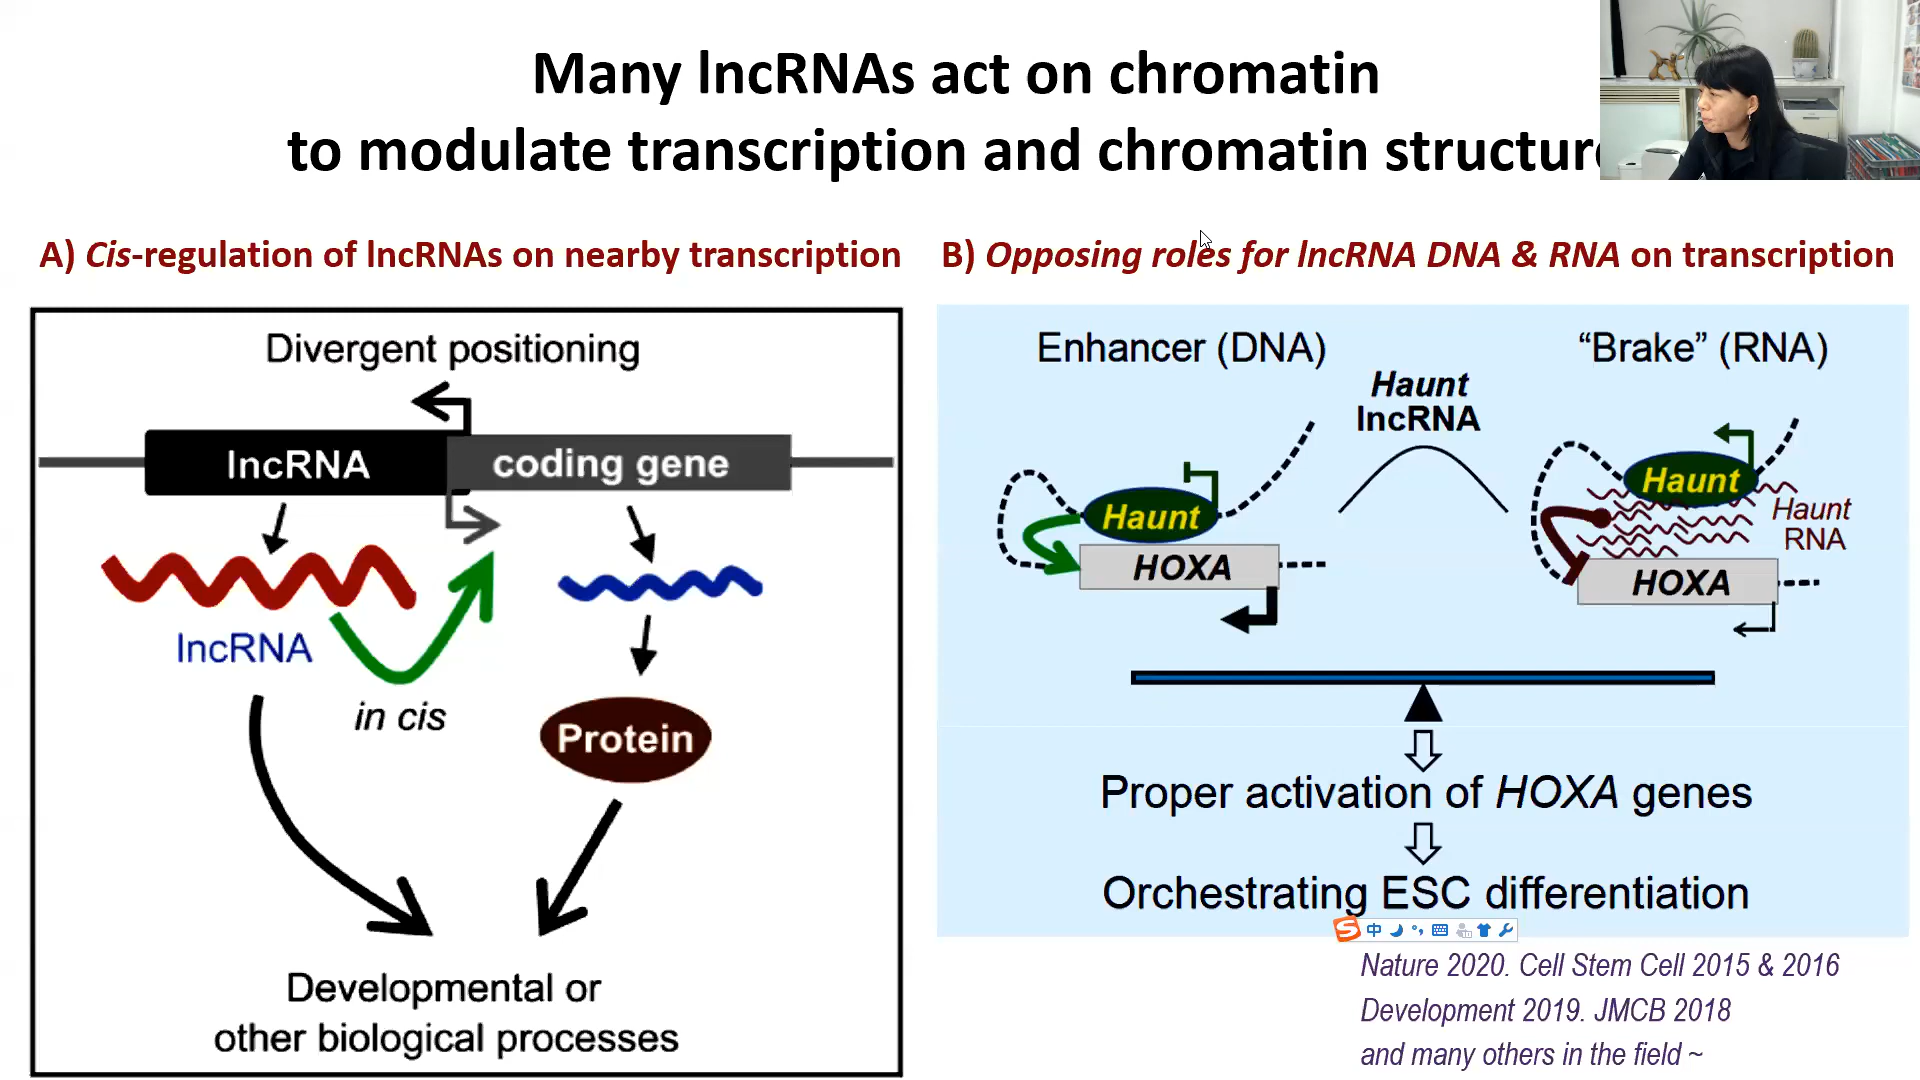 Many lncRNAs act on chromatin
to modulate transcription and chromatin structure
A) Cis-regulation of lncRNAs on nearby transcription
Divergent positioning
lncRNA
coding gene
lncRNA
in cis
Protein
Developmental or
other biological processes
B) Opposing roles for lncRNA DNA & RNA on transcription
Enhancer (DNA)
“Brake” (RNA)
Haunt
lncRNA
Haunt
HOXA
Haunt
Haunt
RNA
HOXA
Proper activation of HOXA genes
Orchestrating ESC differentiation
S中
Nature 2020. Cell Stem Cell 2015 & 2016
Development 2019. JMCB 2018
and many others in the field ~